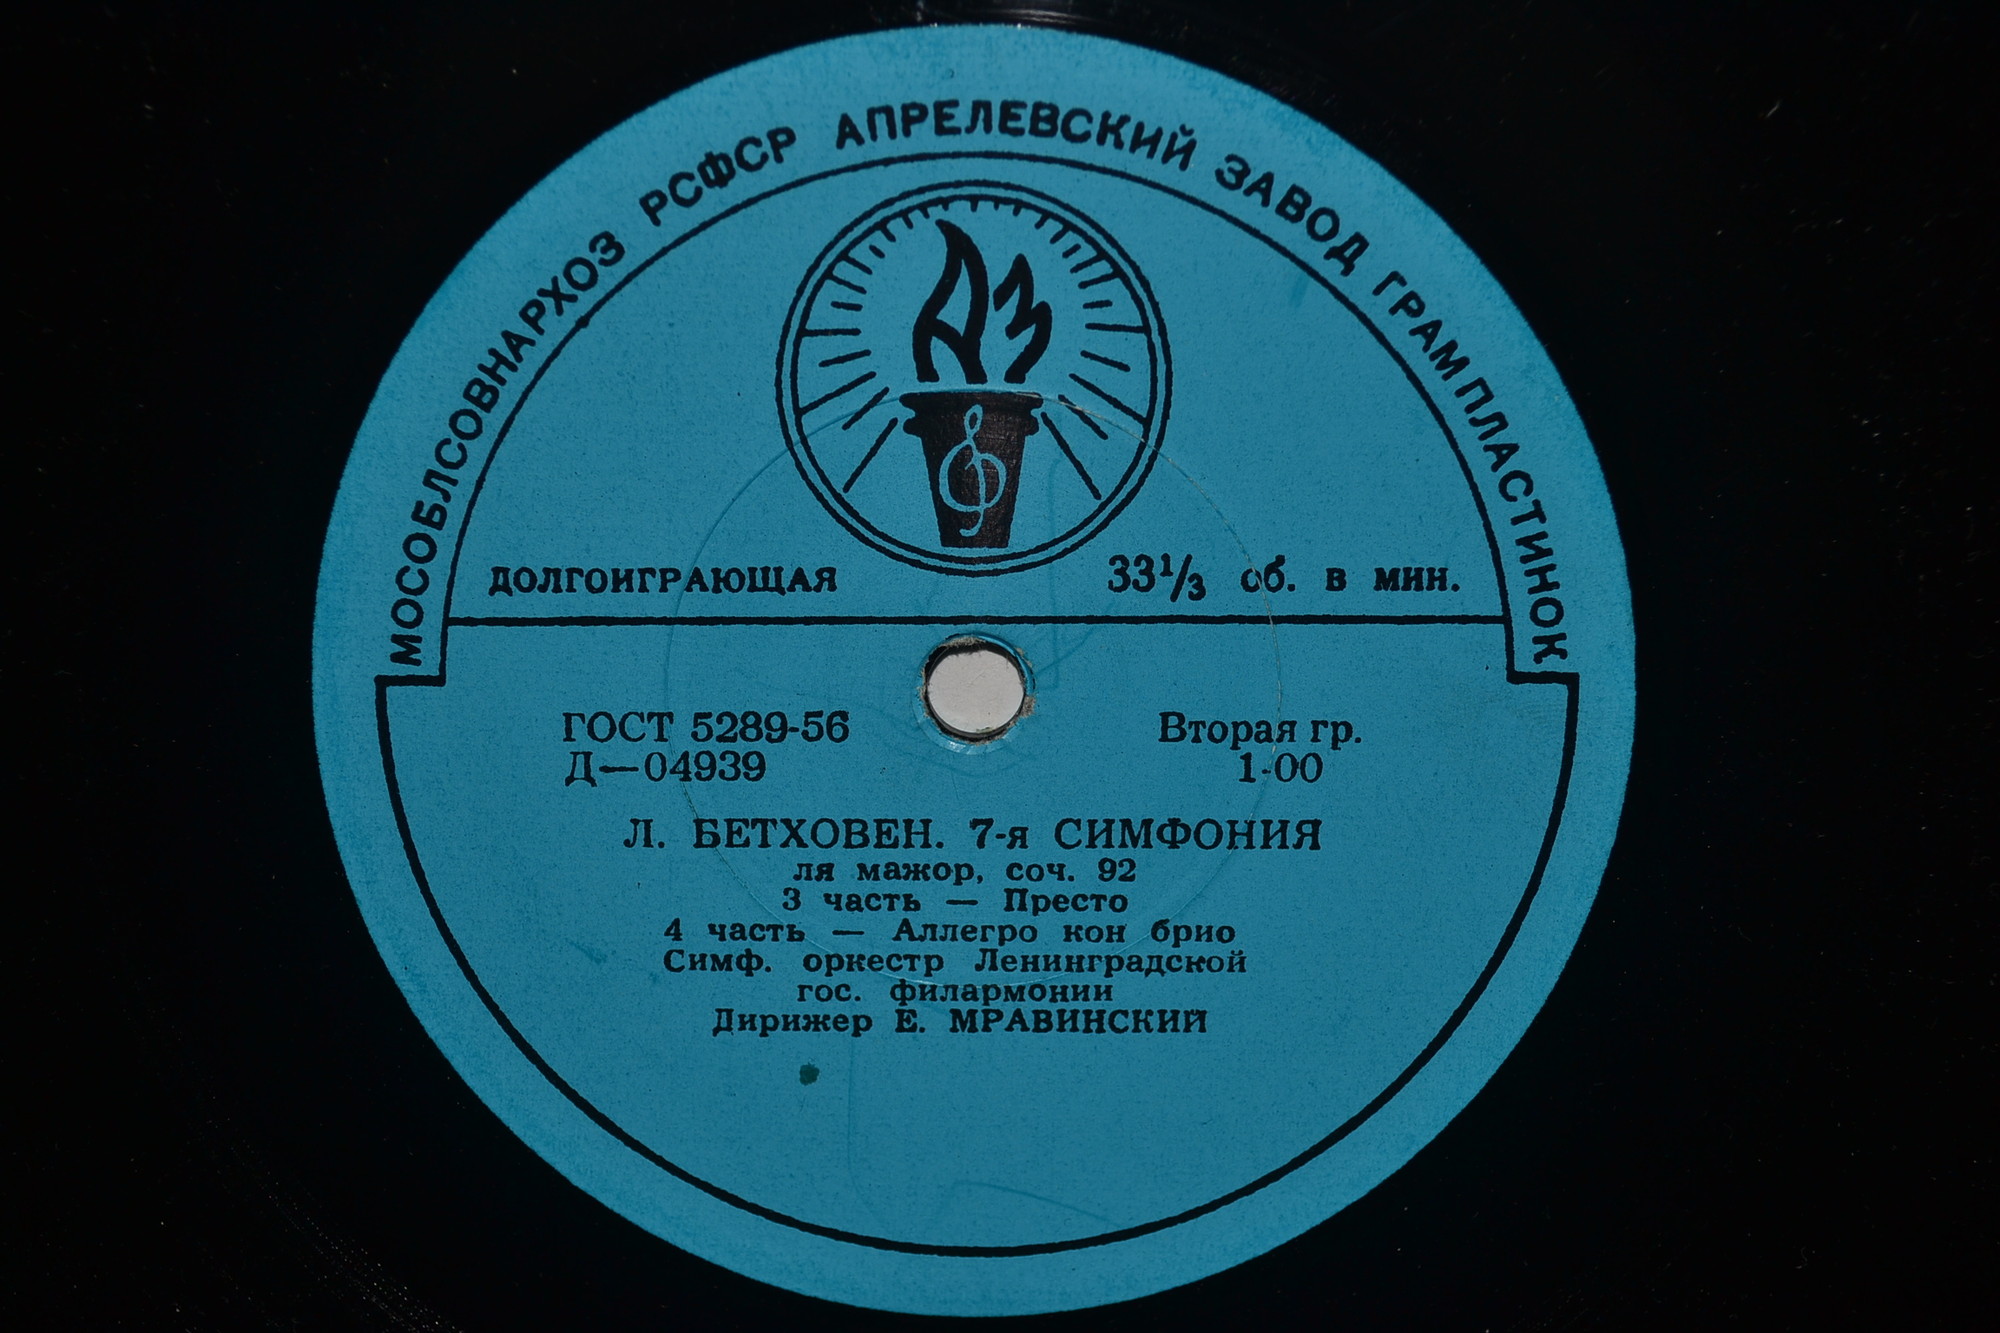 МОСОБЛСОВНАРХОЗ РСФСР АПРЕЛЕВСКИЙ ЗАВОД ГРАМПЛАСТИНОК
АЗ
ДОЛГОИГРАЮЩАЯ 33⅓ об. в мин.
ГОСТ 5289-56 Вторая гр.
Д—04939 1-00
Л. БЕТХОВЕН. 7-я СИМФОНИЯ
ля мажор, соч. 92
3 часть — Престо
4 часть — Аллегро кон брио
Симф. оркестр Ленинградской
гос. филармонии
Дирижер Е. МРАВИНСКИЙ